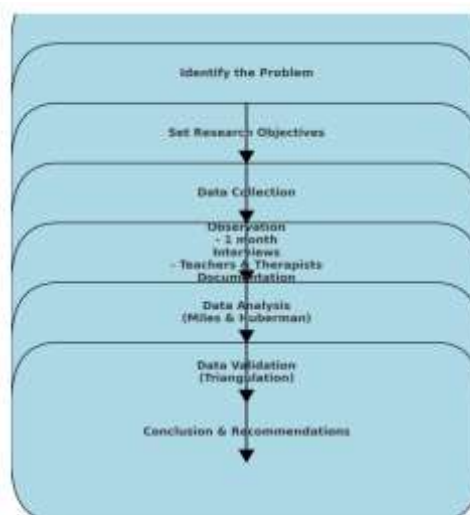 Identify the Problem
Set Research Objectives
Data Collection
Observation
- 1 month
Interviews
- Teachers & Therapists
Documentation
Data Analysis
(Miles & Huberman)
Data Validation
(Triangulation)
Conclusion & Recommendations